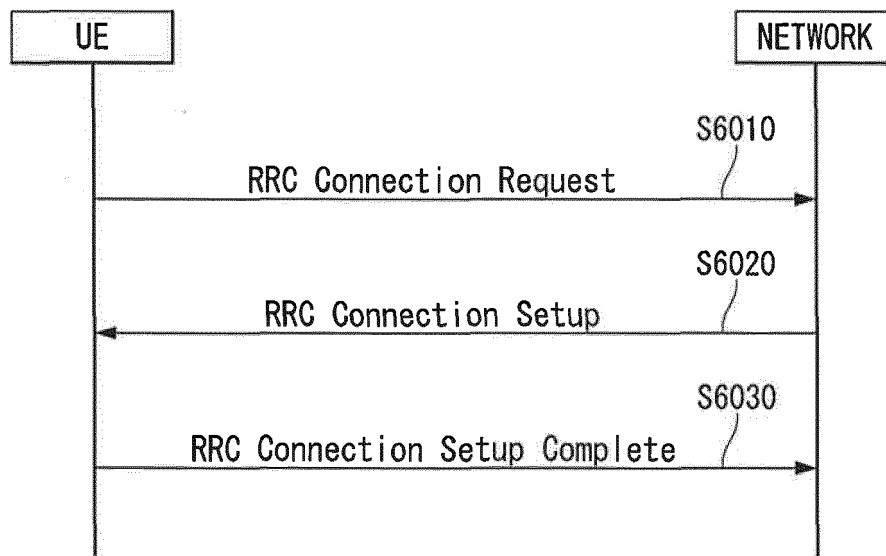 UE
NETWORK
S6010
RRC Connection Request
S6020
RRC Connection Setup
S6030
RRC Connection Setup Complete